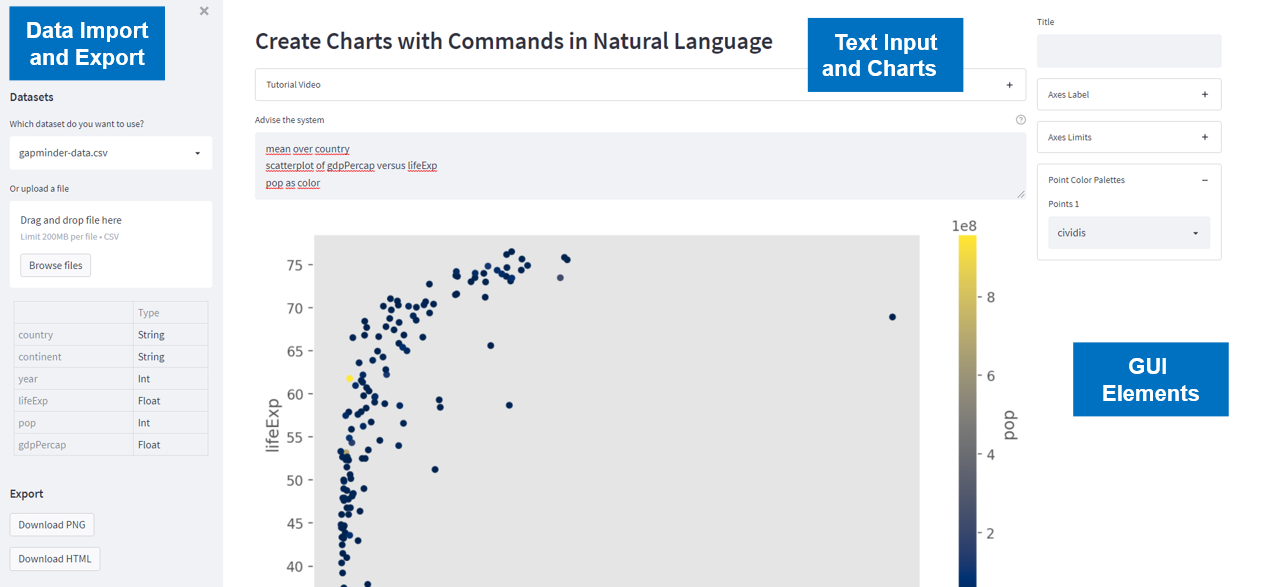 Data Import
and Export
×
Datasets
Which dataset do you want to use?
gapminder-data.csv
Or upload a file
Drag and drop file here
Limit 200MB per file • CSV
Browse files
Type
country String
continent String
year Int
lifeExp Float
pop Int
gdpPercap Float
Export
Download PNG
Download HTML
Create Charts with Commands in Natural Language
Text Input
and Charts
Tutorial Video +
Advise the system ?
mean over country
scatterplot of gdpPercap versus lifeExp
pop as color
lifeExp
75
70
65
60
55
50
45
40
1e8
8
6
4
2
pop
Title
Axes Label +
Axes Limits +
Point Color Palettes −
Points 1
cividis
GUI
Elements